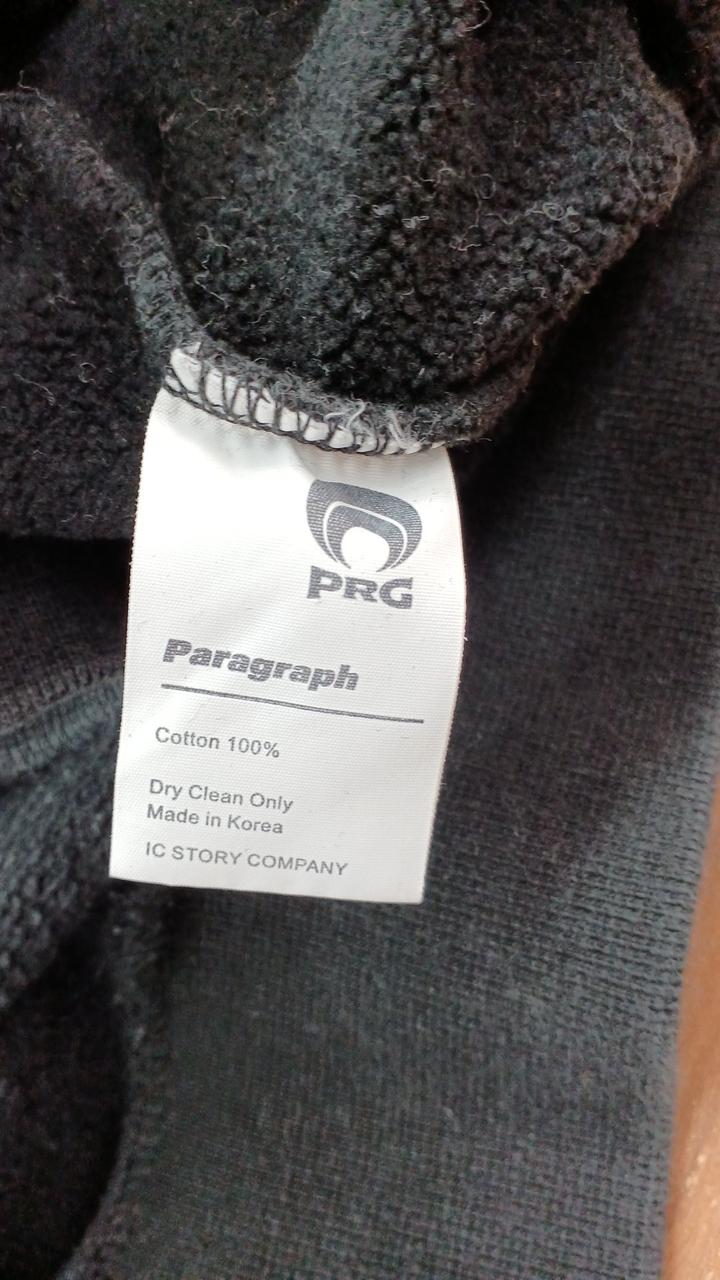 PRG
Paragraph
Cotton 100%
Dry Clean Only
Made in Korea
IC STORY COMPANY